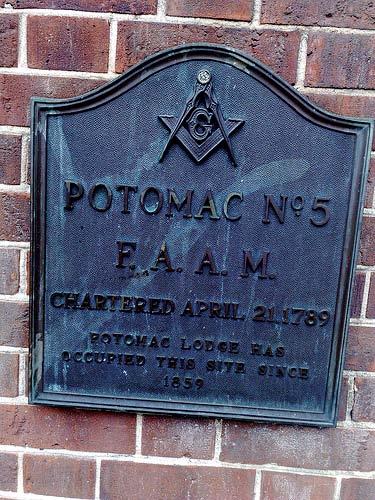 G
POTOMAC Nº 5
F. A. A. M.
CHARTERED APRIL 21 1789
POTOMAC LODGE HAS
OCCUPIED THIS SITE SINCE
1859